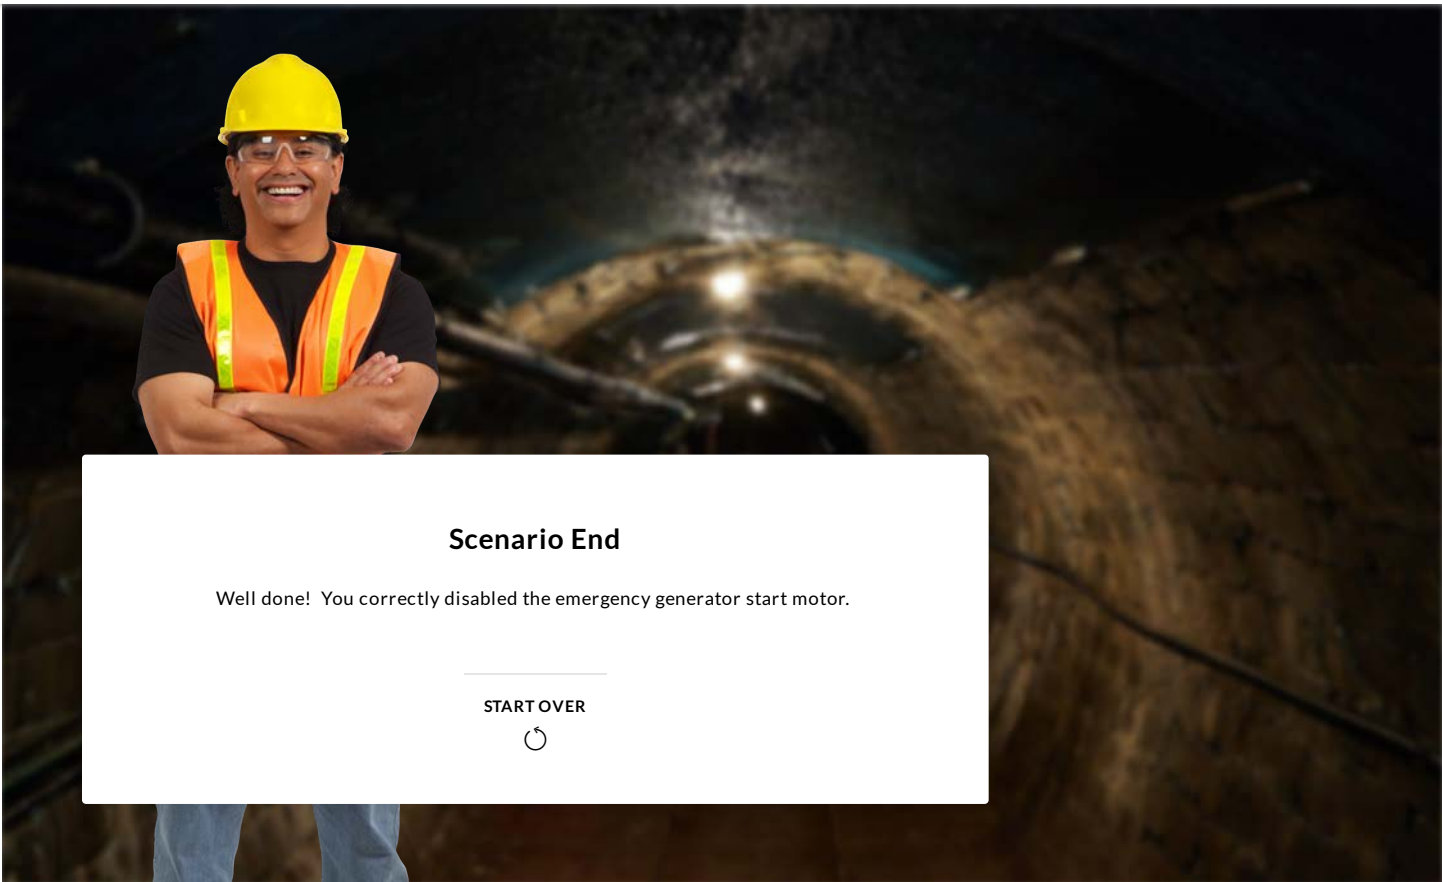 Scenario End
Well done!  You correctly disabled the emergency generator start motor.
START OVER